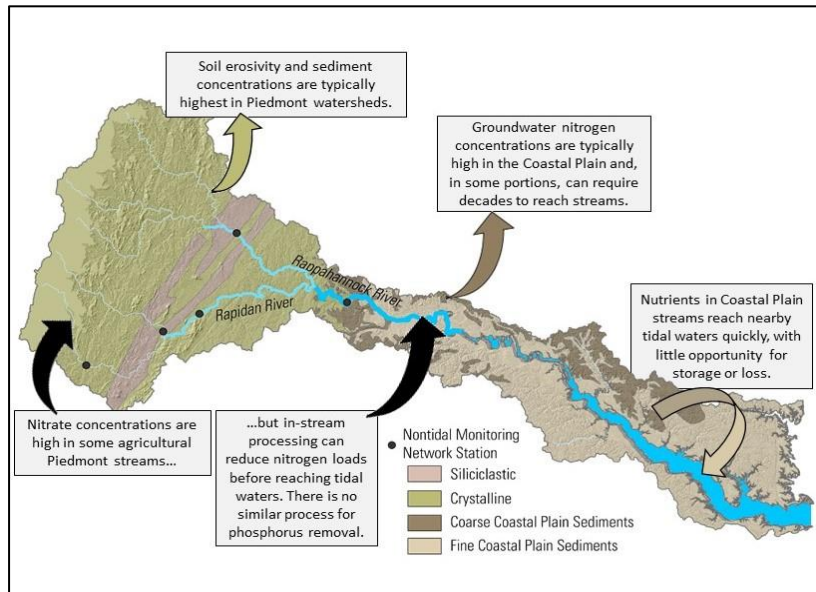 Soil erosivity and sediment
concentrations are typically
highest in Piedmont watersheds.
Groundwater nitrogen
concentrations are typically
high in the Coastal Plain and,
in some portions, can require
decades to reach streams.
Rappahannock River
Rapidan River
Nutrients in Coastal Plain
streams reach nearby
tidal waters quickly, with
little opportunity for
storage or loss.
Nitrate concentrations are
high in some agricultural
Piedmont streams…
…but in-stream
processing can
reduce nitrogen loads
before reaching tidal
waters. There is no
similar process for
phosphorus removal.
Nontidal Monitoring
Network Station
Siliciclastic
Crystalline
Coarse Coastal Plain Sediments
Fine Coastal Plain Sediments